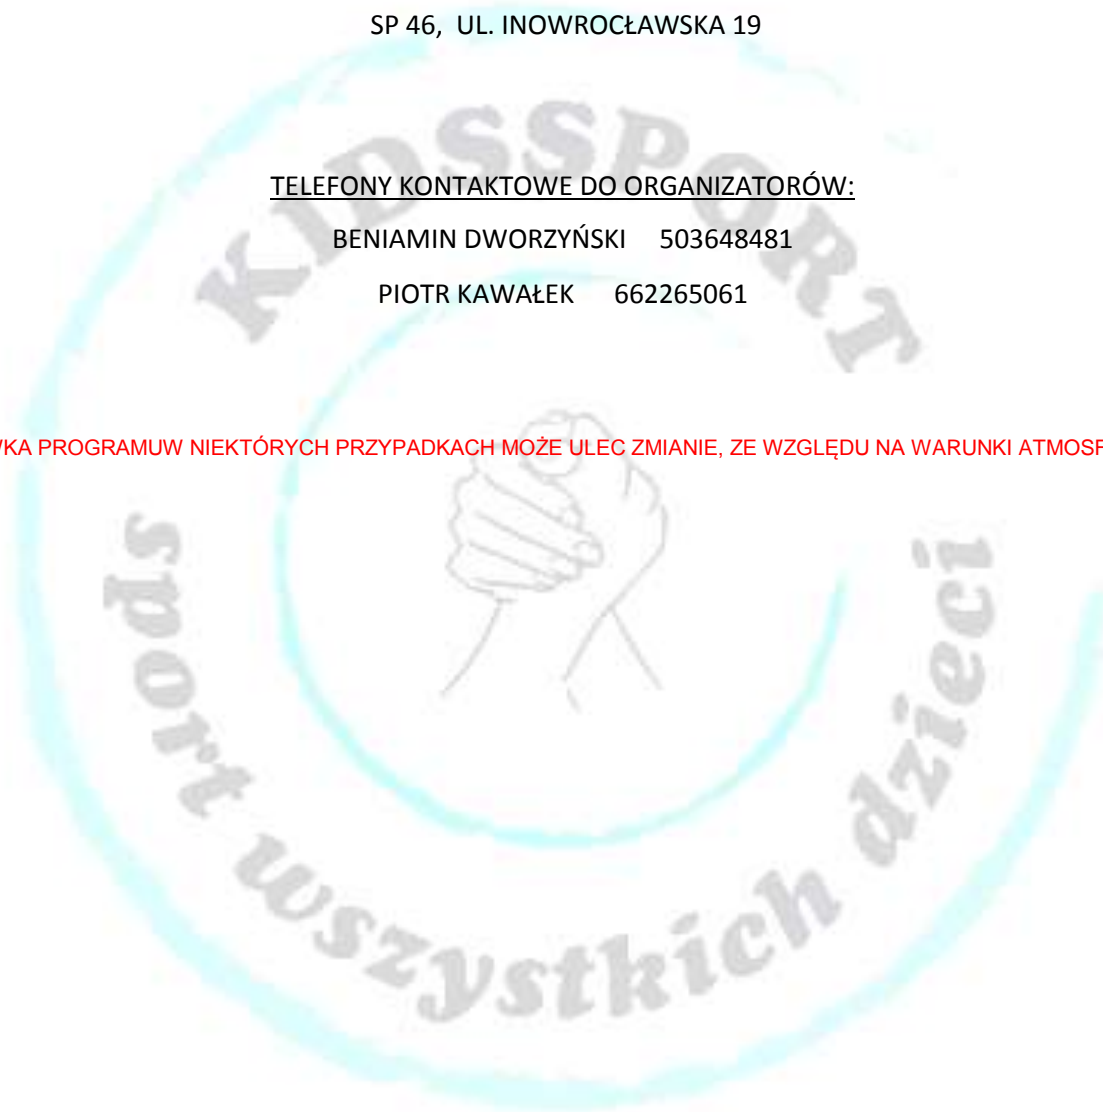 SP 46, UL. INOWROCŁAWSKA 19
KIDSSPORT
TELEFONY KONTAKTOWE DO ORGANIZATORÓW:
BENIAMIN DWORZYŃSKI 503648481
PIOTR KAWAŁEK 662265061
PROGRAMUW NIEKTÓRYCH PRZYPADKACH MOŻE ULEC ZMIANIE, ZE WZGLĘDU NA WARUNKI
sport wszystkich dzieci